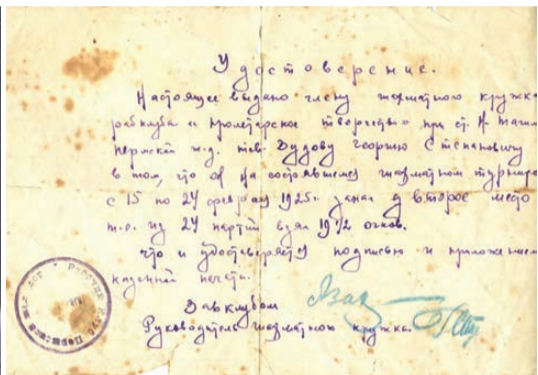 Удостоверение.
Настоящее выдано члену шахматного кружка
рабклуба « Пролетарское творчество » при ст. Н-Тагил
Пермской ж.д. тов. Дудову Георгию Степановичу
в том, что он на состоявшемся шахматном турнире
с 15 по 24 февраля 1925 г. занял второе место
т.е. из 24 партий взял 19 1/2 очков.
Что и удостоверяется подписью и приложением
казенной печати.
Завклубом
Руководитель шахматного кружка